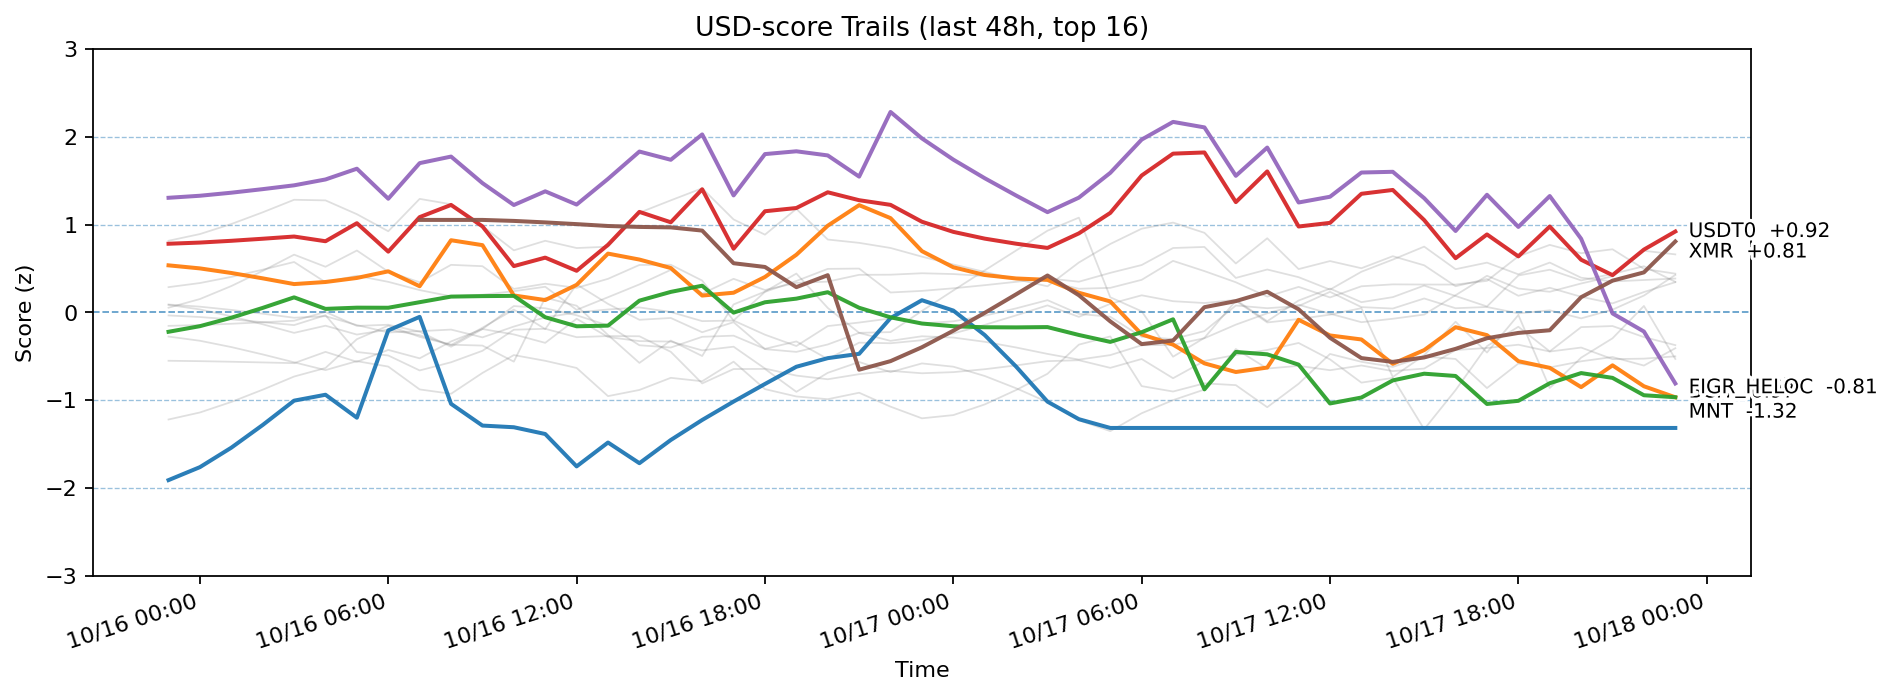 USD-score Trails (last 48h, top 16)
Score (z)
3
2
1
0
−1
−2
−3
USDT0 +0.92
XMR +0.81
FIGR_HELOC -0.81
MNT -1.32
10/16 00:00
10/16 06:00
10/16 12:00
10/16 18:00
10/17 00:00
10/17 06:00
10/17 12:00
10/17 18:00
10/18 00:00
Time